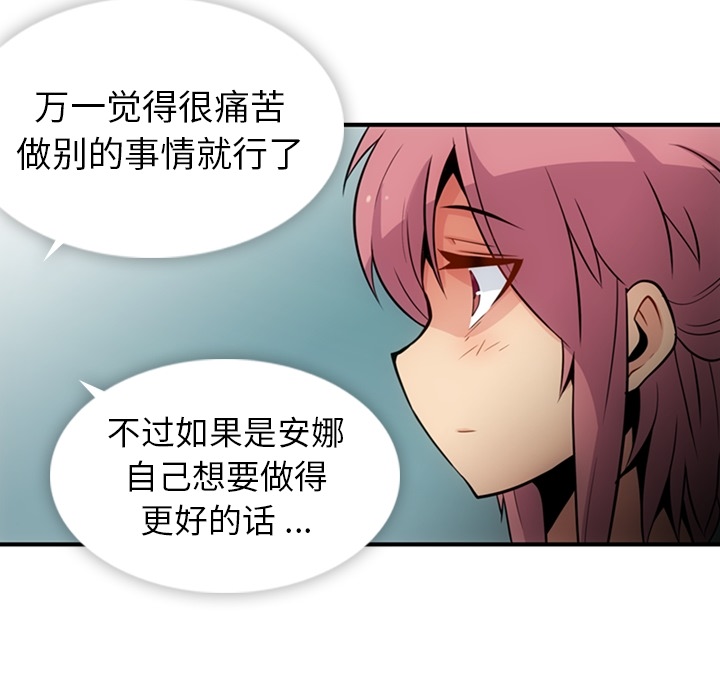 万一觉得很痛苦
做别的事情就行了
不过如果是安娜
自己想要做得
更好的话 ...